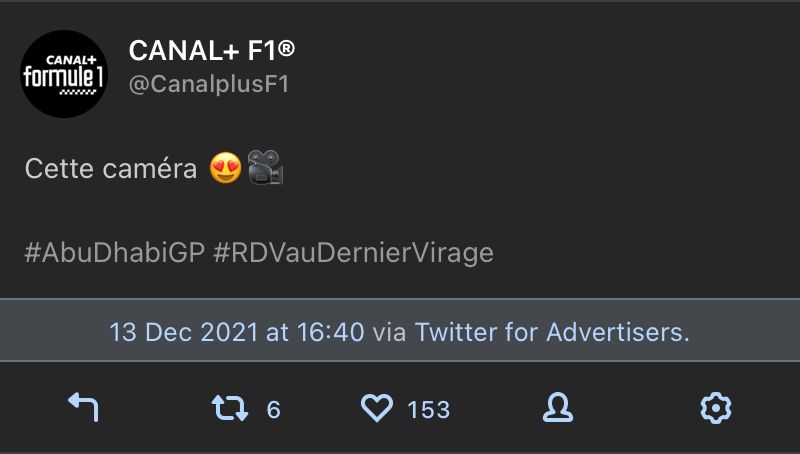 CANAL+
formule 1
CANAL+ F1®
@CanalplusF1
Cette caméra 😍🎥
#AbuDhabiGP #RDVauDernierVirage
13 Dec 2021 at 16:40 via Twitter for Advertisers.
6 153